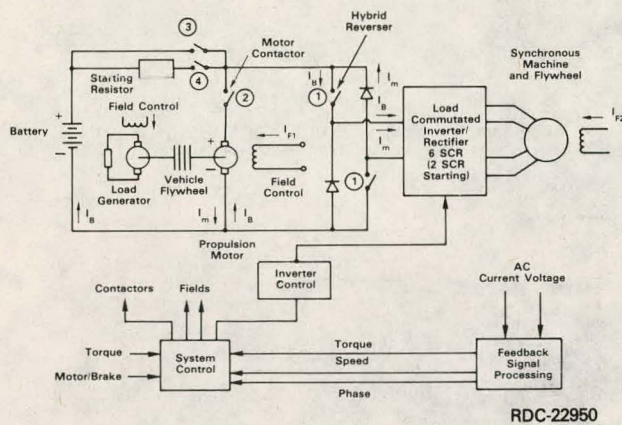 3
Motor
Contactor
Hybrid
Reverser
Synchronous
Machine
and Flywheel
Starting
Resistor
4
2
1
I_B
I_m
Field Control
Battery
+
−
Load
Generator
Vehicle
Flywheel
+
−
I_F1
Field
Control
I_B
I_m
Load
Commutated
Inverter/
Rectifier
6 SCR
(2 SCR
Starting)
I_F2
1
I_B
I_m
I_B
Propulsion
Motor
Inverter
Control
Contactors
Fields
AC
Current Voltage
Torque
Motor/Brake
System
Control
Torque
Speed
Phase
Feedback
Signal
Processing
RDC-22950